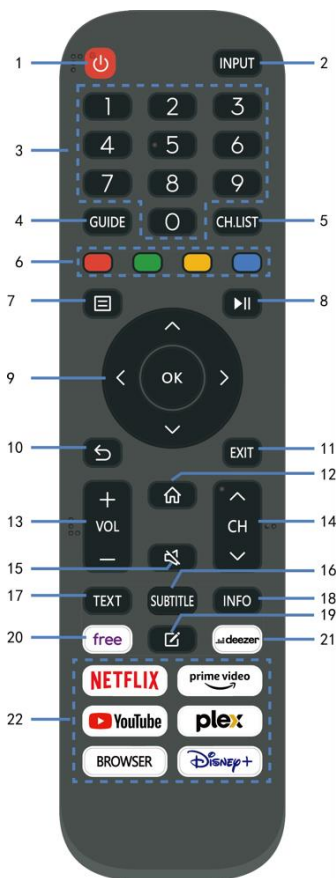 1 INPUT 2
1 2 3
3
4 5 6
7 8 9
4 GUIDE 0 CH.LIST 5
6
7 8
9 OK
10 EXIT 11
12
+
13 VOL CH 14
−
15
16
17 TEXT SUBTITLE INFO 18
19
20 free deezer 21
NETFLIX prime video
22 YouTube plex
BROWSER Disney+